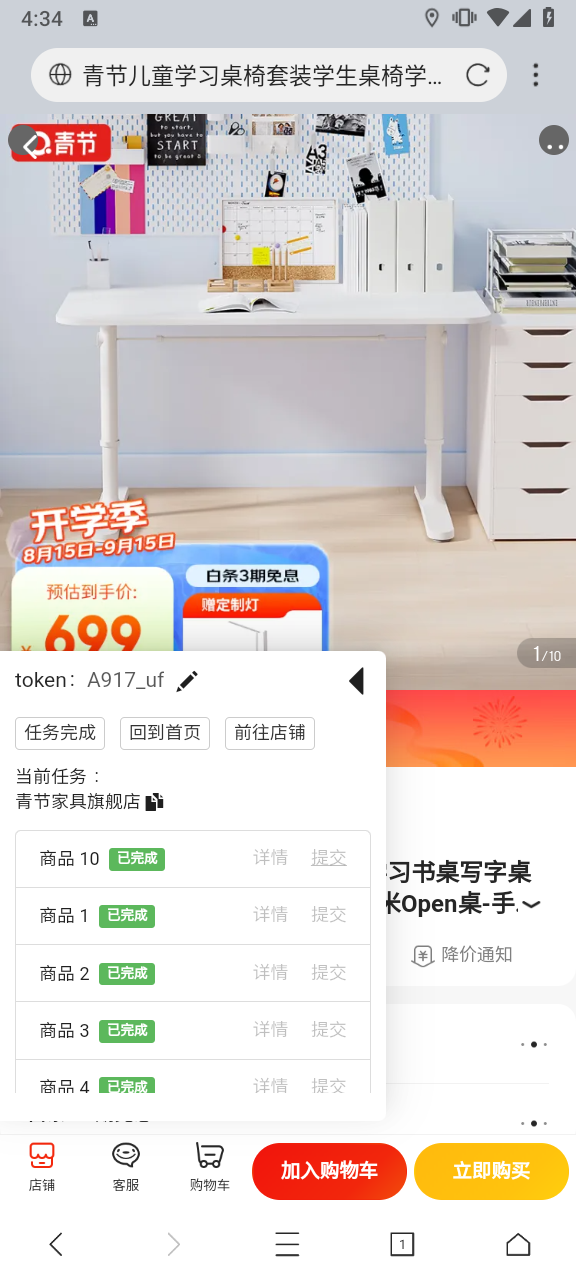 4:34
青节儿童学习桌椅套装学生桌椅学...
青节
GREAT
to start,
but you have to
START
to be great
开学季
8月15日-9月15日
预估到手价:
699
白条3期免息
赠定制灯
1/10
token: A917_uf
任务完成 回到首页 前往店铺
当前任务：
青节家具旗舰店
商品 10 已完成 详情 提交
商品 1 已完成 详情 提交
商品 2 已完成 详情 提交
商品 3 已完成 详情 提交
商品 4 已完成 详情 提交
习书桌写字桌
米Open桌-手
降价通知
店铺 客服 购物车 加入购物车 立即购买
1